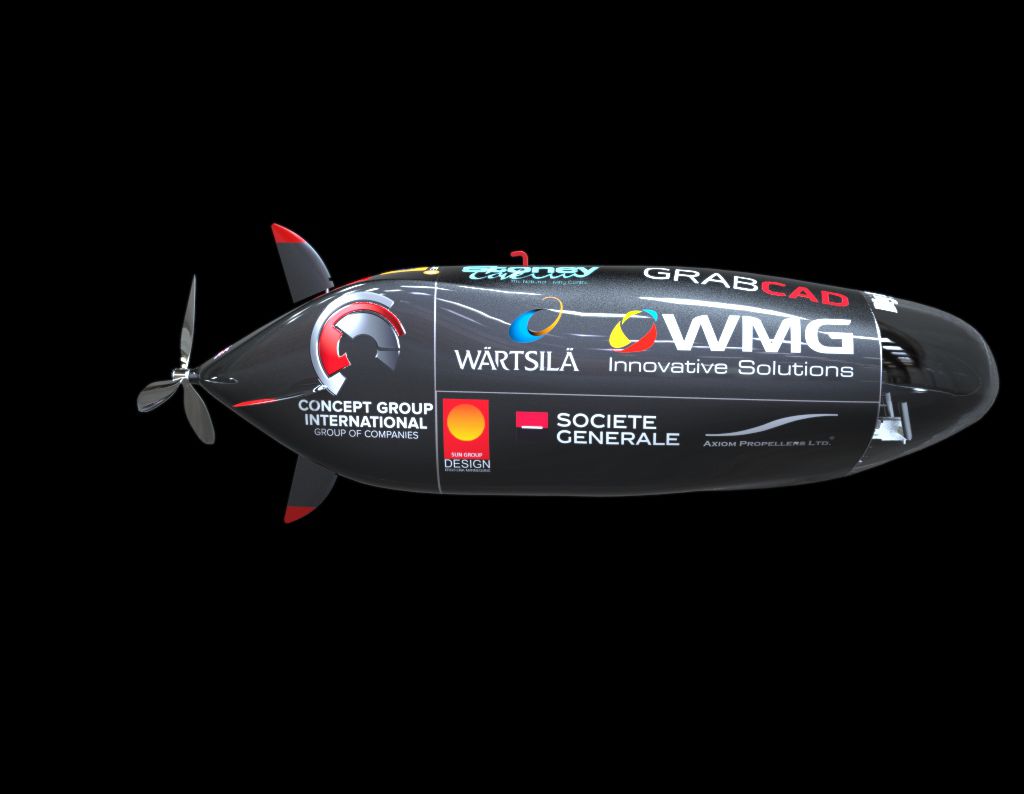 GRABCAD
WÄRTSILÄ
WMG
Innovative Solutions
CONCEPT GROUP
INTERNATIONAL
GROUP OF COMPANIES
SUN GROUP
DESIGN
SOCIETE
GENERALE
AXIOM PROPELLERS LTD.